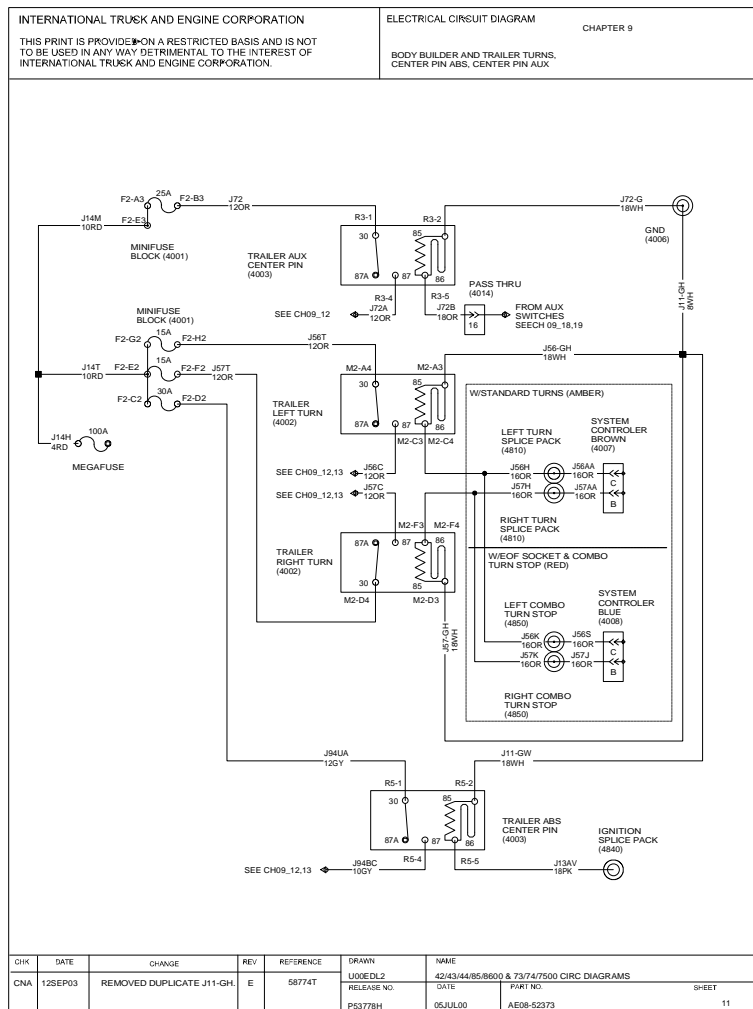 INTERNATIONAL TRUCK AND ENGINE CORPORATION
THIS PRINT IS PROVIDED ON A RESTRICTED BASIS AND IS NOT
TO BE USED IN ANY WAY DETRIMENTAL TO THE INTEREST OF
INTERNATIONAL TRUCK AND ENGINE CORPORATION.
ELECTRICAL CIRCUIT DIAGRAM
CHAPTER 9
BODY BUILDER AND TRAILER TURNS,
CENTER PIN ABS, CENTER PIN AUX
25A
F2-A3
F2-B3
J72
12OR
J14M
10RD
F2-E3
MINIFUSE
BLOCK (4001)
R3-1
R3-2
30
85
87A
87
86
TRAILER AUX
CENTER PIN
(4003)
J72-G
18WH
GND
(4006)
J11-GH
8WH
R3-4
R3-5
SEE CH09_12
J72A
12OR
J72B
18OR
PASS THRU
(4014)
16
FROM AUX
SWITCHES
SEECH 09_18,19
MINIFUSE
BLOCK (4001)
15A
F2-G2
F2-H2
J56T
12OR
15A
J14T
10RD
F2-E2
F2-F2
J57T
12OR
30A
F2-C2
F2-D2
J14H
4RD
100A
MEGAFUSE
M2-A4
M2-A3
30
85
87A
87
86
TRAILER
LEFT TURN
(4002)
M2-C3
M2-C4
J56-GH
18WH
SEE CH09_12,13
J56C
12OR
SEE CH09_12,13
J57C
12OR
M2-F3
M2-F4
87A
87
86
30
85
TRAILER
RIGHT TURN
(4002)
M2-D4
M2-D3
J57-GH
18WH
W/STANDARD TURNS (AMBER)
LEFT TURN
SPLICE PACK
(4810)
SYSTEM
CONTROLER
BROWN
(4007)
J56H
16OR
J56AA
16OR
C
J57H
16OR
J57AA
16OR
B
RIGHT TURN
SPLICE PACK
(4810)
W/EOF SOCKET & COMBO
TURN STOP (RED)
LEFT COMBO
TURN STOP
(4850)
SYSTEM
CONTROLER
BLUE
(4008)
J56K
16OR
J56S
16OR
C
J57K
16OR
J57J
16OR
B
RIGHT COMBO
TURN STOP
(4850)
J94UA
12GY
J11-GW
18WH
R5-1
R5-2
30
85
87A
87
86
TRAILER ABS
CENTER PIN
(4003)
R5-4
R5-5
SEE CH09_12,13
J94BC
10GY
J13AV
18PK
IGNITION
SPLICE PACK
(4840)
CHK DATE CHANGE REV REFERENCE
CNA 12SEP03 REMOVED DUPLICATE J11-GH. E 58774T
DRAWN
U00EDL2
NAME
42/43/44/85/8600 & 73/74/7500 CIRC DIAGRAMS
RELEASE NO.
P53778H
DATE
05JUL00
PART NO.
AE08-52373
SHEET
11